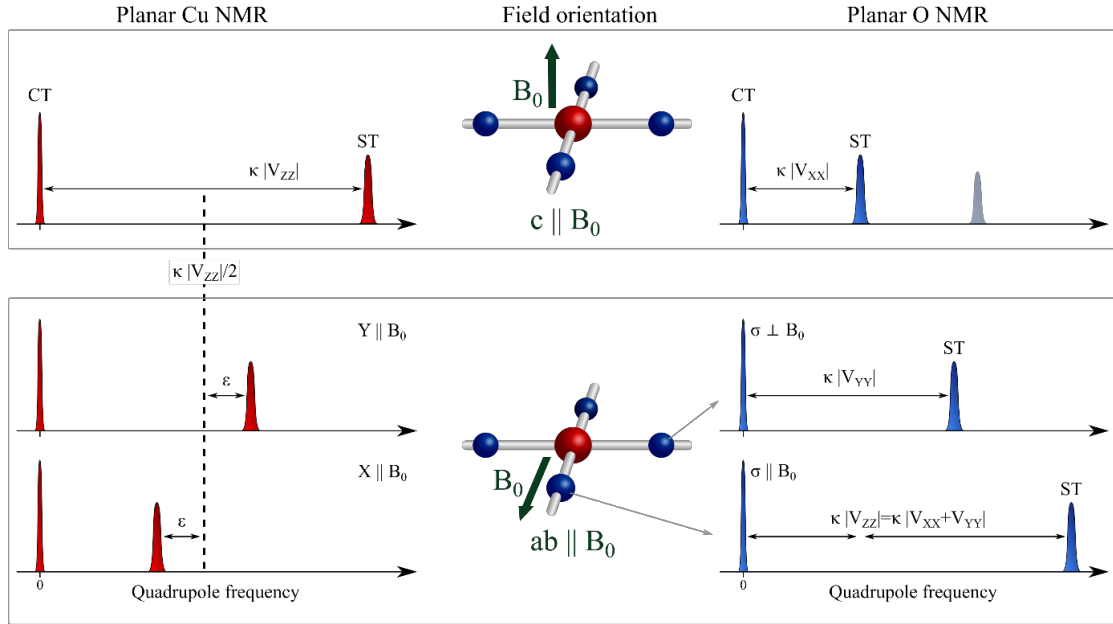 Planar Cu NMR
Field orientation
Planar O NMR
CT
ST
κ |V_ZZ|
B₀
c ∥ B₀
CT
ST
κ |V_XX|
κ |V_ZZ|/2
Y ∥ B₀
ε
X ∥ B₀
ε
0
Quadrupole frequency
B₀
ab ∥ B₀
σ ⊥ B₀
ST
κ |V_YY|
σ ∥ B₀
ST
κ |V_ZZ|=κ |V_XX+V_YY|
0
Quadrupole frequency